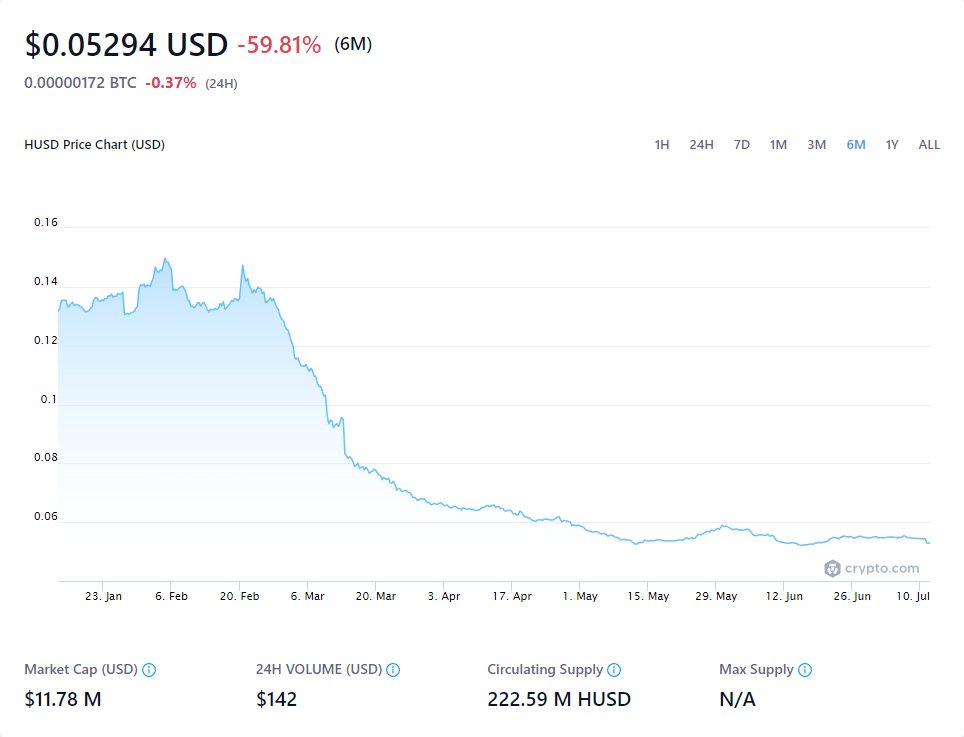 $0.05294 USD -59.81% (6M)
0.00000172 BTC -0.37% (24H)
HUSD Price Chart (USD) 1H 24H 7D 1M 3M 6M 1Y ALL
0.16
0.14
0.12
0.1
0.08
0.06
crypto.com
23. Jan 6. Feb 20. Feb 6. Mar 20. Mar 3. Apr 17. Apr 1. May 15. May 29. May 12. Jun 26. Jun 10. Jul
Market Cap (USD) 24H VOLUME (USD) Circulating Supply Max Supply
$11.78 M $142 222.59 M HUSD N/A